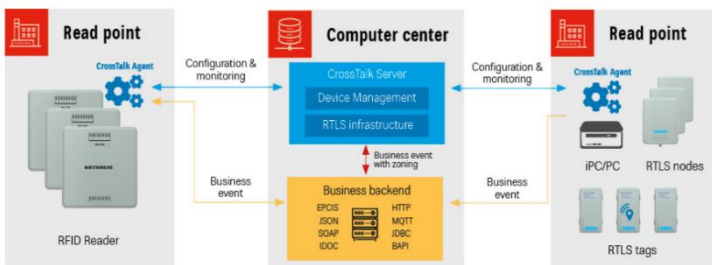 Read point
CrossTalk Agent
RFID Reader
Configuration &
monitoring
Business
event
Computer center
CrossTalk Server
Device Management
RTLS infrastructure
Business event
with zoning
Business backend
EPCIS
JSON
SOAP
IDOC
HTTP
MQTT
JDBC
BAPI
Configuration &
monitoring
Business
event
Read point
CrossTalk Agent
iPC/PC
RTLS nodes
RTLS tags